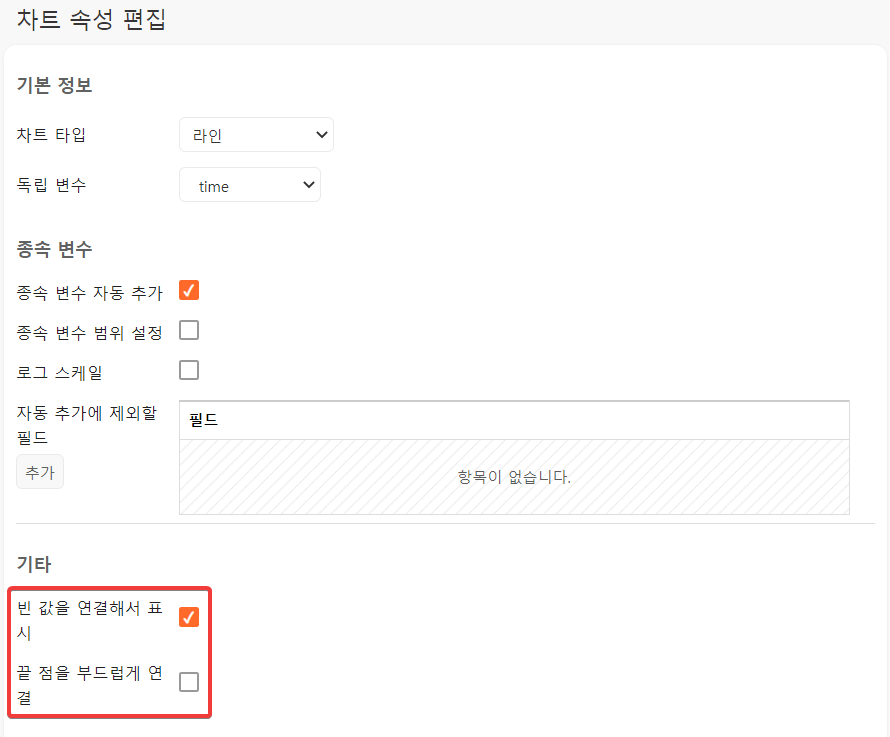 차트 속성 편집
기본 정보
차트 타입
라인
독립 변수
time
종속 변수
종속 변수 자동 추가
종속 변수 범위 설정
로그 스케일
자동 추가에 제외할
필드
추가
필드
항목이 없습니다.
기타
빈 값을 연결해서 표
시
끝 점을 부드럽게 연
결